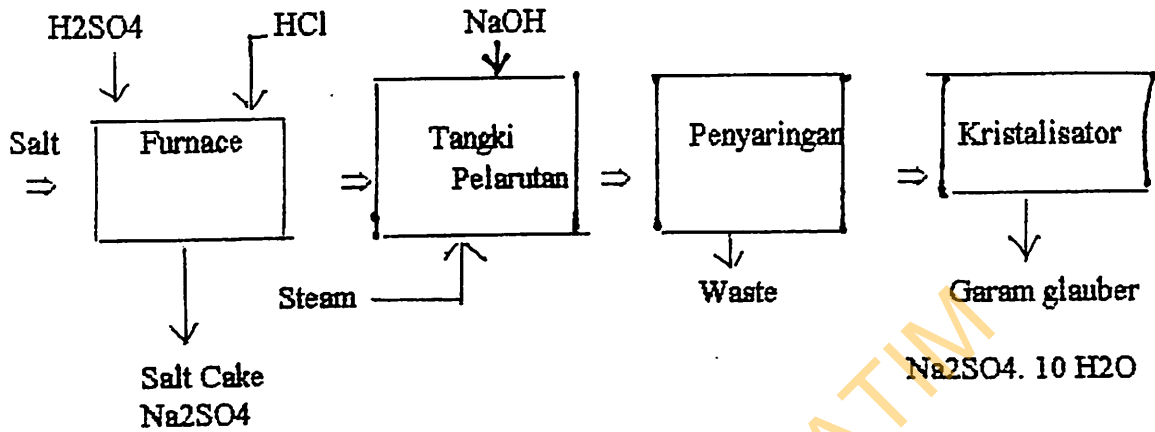 H2SO4
HCl
NaOH
Salt
Furnace
Tangki
Pelarutan
Penyaringan
Kristalisator
Steam
Waste
Garam glauber
Salt Cake
Na2SO4
Na2SO4. 10 H2O
ATIM